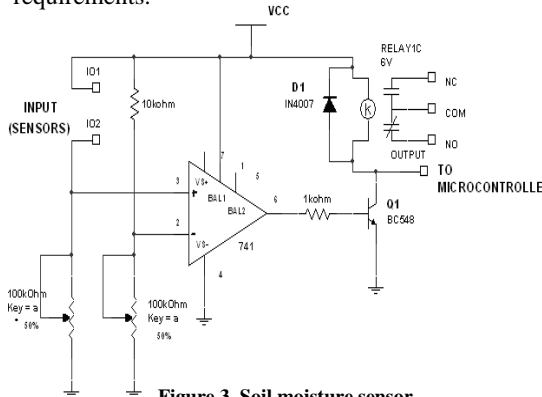 requirements.
VCC
RELAY1C
6V
IO1
D1
IN4007
NC
INPUT
(SENSORS)
10kohm
K
COM
IO2
NO
OUTPUT
TO
MICROCONTROLLE
7
1
5
VS+
BAL1
BAL2
3
+
6
1kohm
Q1
BC548
2
-
VS-
741
4
100kOhm
Key = a
50%
100kOhm
Key = a
50%
Figure 3. Soil moisture sensor